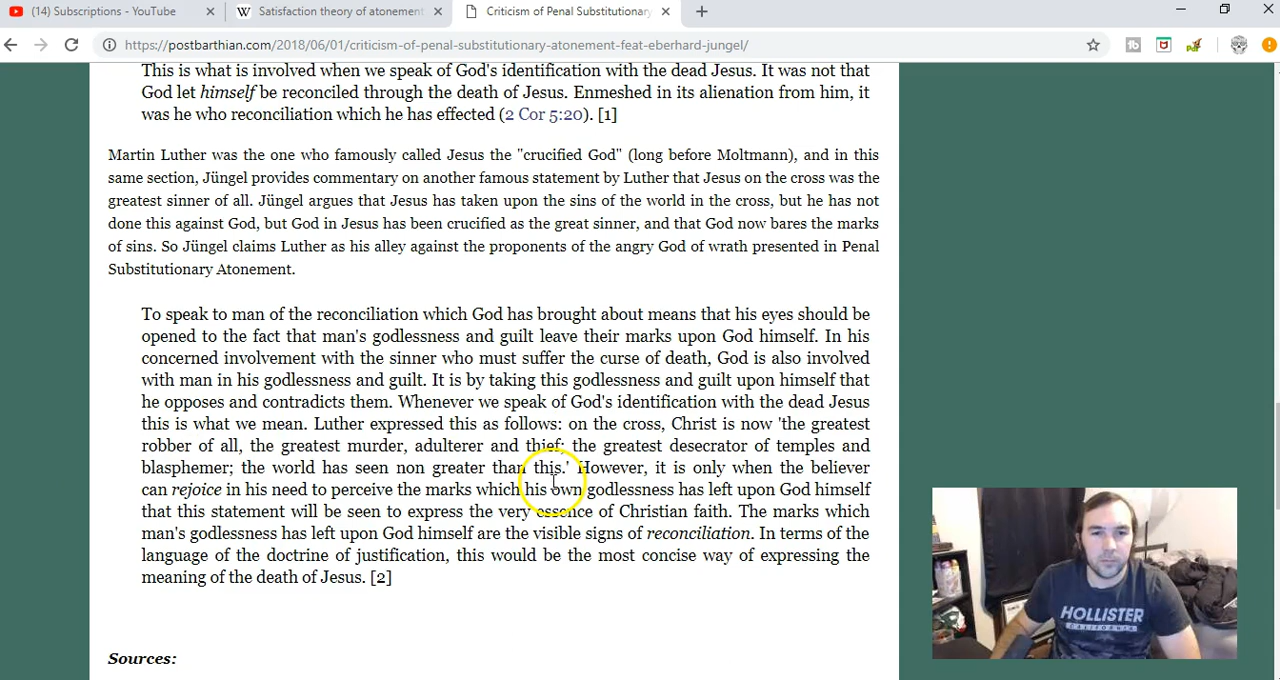 (14) Subscriptions - YouTube
W Satisfaction theory of atonement
Criticism of Penal Substitutionary
https://postbarthian.com/2018/06/01/criticism-of-penal-substitutionary-atonement-feat-eberhard-jungel/
This is what is involved when we speak of God's identification with the dead Jesus. It was not that
God let himself be reconciled through the death of Jesus. Enmeshed in its alienation from him, it
was he who reconciliation which he has effected (2 Cor 5:20). [1]
Martin Luther was the one who famously called Jesus the "crucified God" (long before Moltmann), and in this
same section, Jüngel provides commentary on another famous statement by Luther that Jesus on the cross was the
greatest sinner of all. Jüngel argues that Jesus has taken upon the sins of the world in the cross, but he has not
done this against God, but God in Jesus has been crucified as the great sinner, and that God now bares the marks
of sins. So Jüngel claims Luther as his alley against the proponents of the angry God of wrath presented in Penal
Substitutionary Atonement.
To speak to man of the reconciliation which God has brought about means that his eyes should be
opened to the fact that man's godlessness and guilt leave their marks upon God himself. In his
concerned involvement with the sinner who must suffer the curse of death, God is also involved
with man in his godlessness and guilt. It is by taking this godlessness and guilt upon himself that
he opposes and contradicts them. Whenever we speak of God's identification with the dead Jesus
this is what we mean. Luther expressed this as follows: on the cross, Christ is now 'the greatest
robber of all, the greatest murder, adulterer and thief; the greatest desecrator of temples and
blasphemer; the world has seen non greater than this.' However, it is only when the believer
can rejoice in his need to perceive the marks which his own godlessness has left upon God himself
that this statement will be seen to express the very essence of Christian faith. The marks which
man's godlessness has left upon God himself are the visible signs of reconciliation. In terms of the
language of the doctrine of justification, this would be the most concise way of expressing the
meaning of the death of Jesus. [2]
Sources:
HOLLISTER
CALIFORNIA